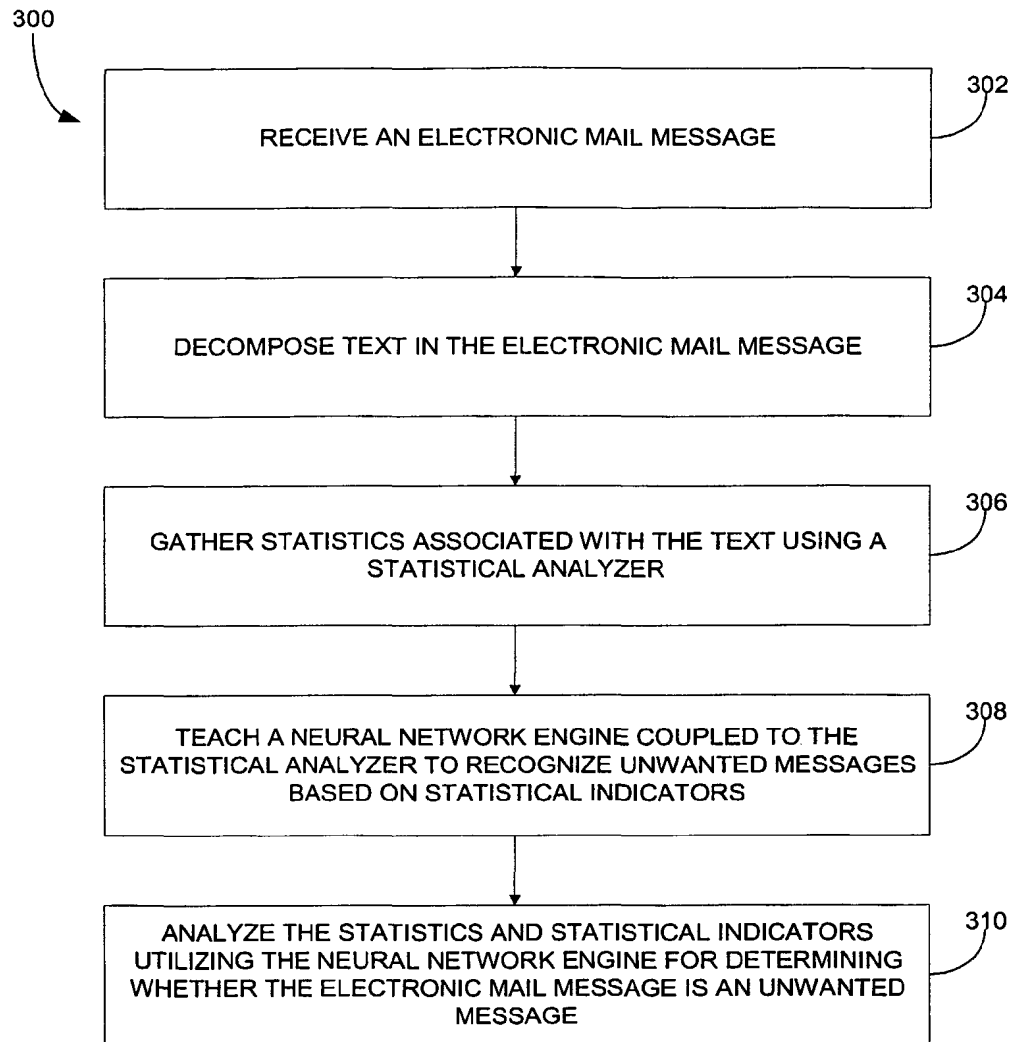 300
302
RECEIVE AN ELECTRONIC MAIL MESSAGE
304
DECOMPOSE TEXT IN THE ELECTRONIC MAIL MESSAGE
306
GATHER STATISTICS ASSOCIATED WITH THE TEXT USING A
STATISTICAL ANALYZER
308
TEACH A NEURAL NETWORK ENGINE COUPLED TO THE
STATISTICAL ANALYZER TO RECOGNIZE UNWANTED MESSAGES
BASED ON STATISTICAL INDICATORS
310
ANALYZE THE STATISTICS AND STATISTICAL INDICATORS
UTILIZING THE NEURAL NETWORK ENGINE FOR DETERMINING
WHETHER THE ELECTRONIC MAIL MESSAGE IS AN UNWANTED
MESSAGE